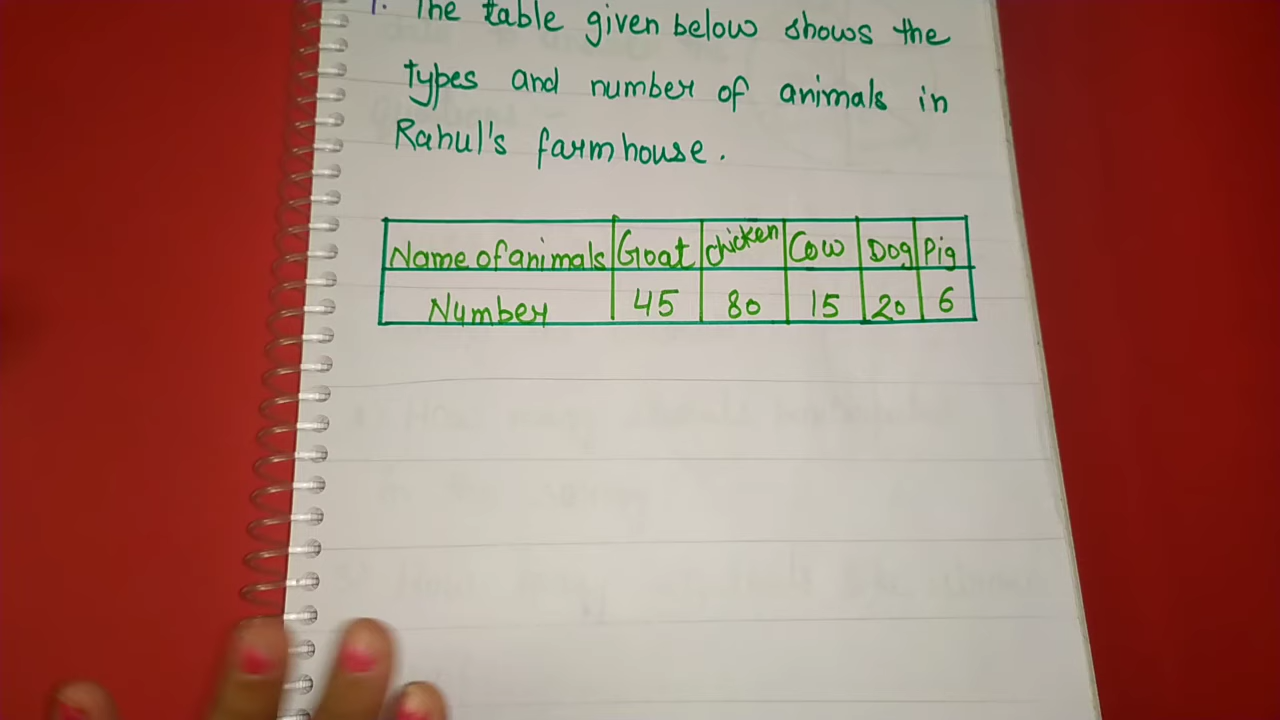 1. The table given below shows the
types and number of animals in
Rahul's farmhouse.
Name of animals Goat chicken Cow Dog Pig
Number 45 80 15 20 6